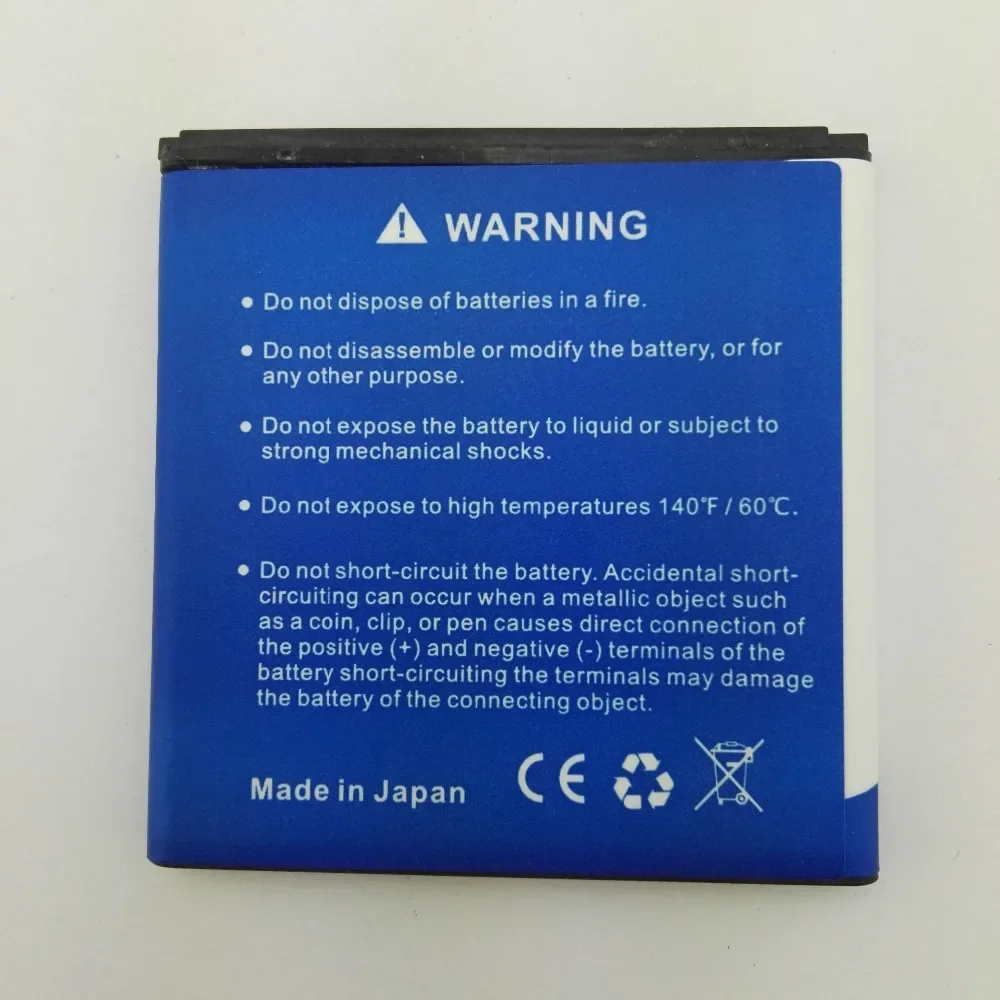 WARNING
● Do not dispose of batteries in a fire.
● Do not disassemble or modify the battery, or for
any other purpose.
● Do not expose the battery to liquid or subject to
strong mechanical shocks.
● Do not expose to high temperatures 140°F / 60℃.
● Do not short-circuit the battery. Accidental short-
circuiting can occur when a metallic object such
as a coin, clip, or pen causes direct connection of
the positive (+) and negative (-) terminals of the
battery short-circuiting the terminals may damage
the battery of the connecting object.
Made in Japan CE